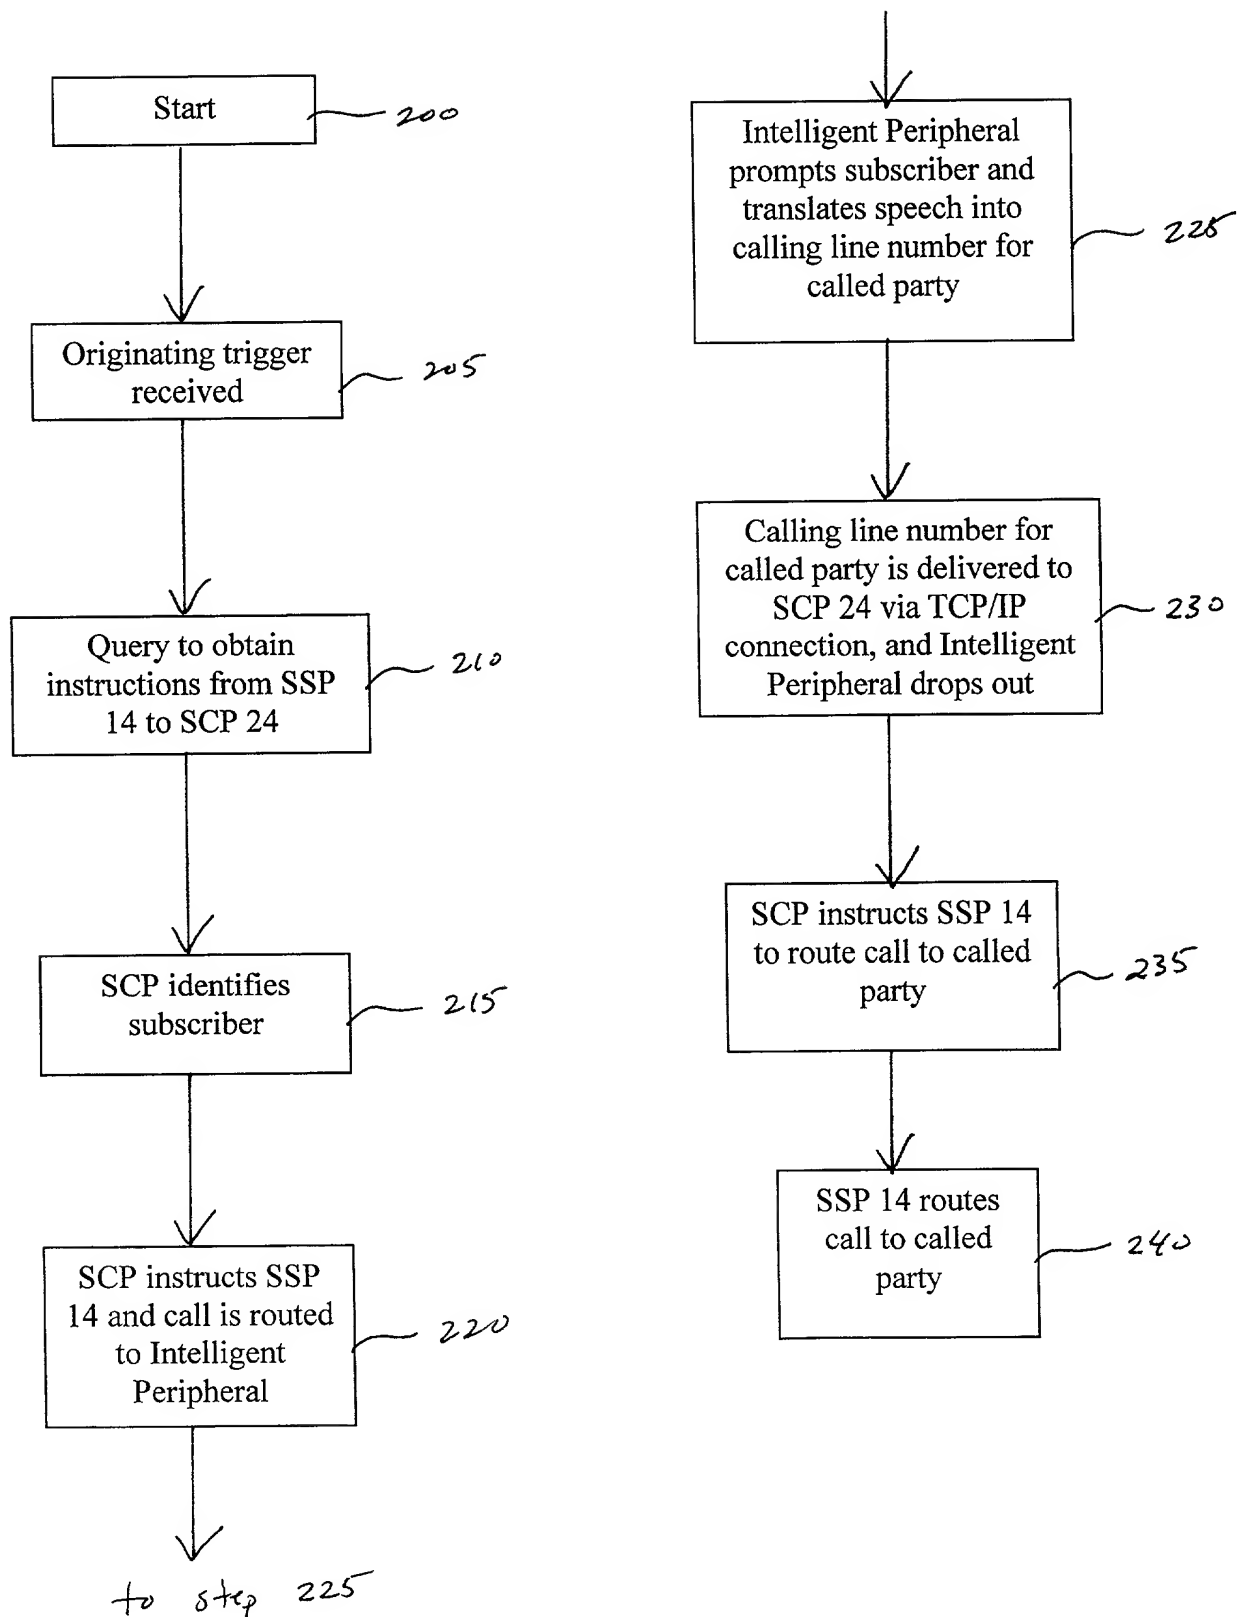 Start
200
Originating trigger
received
205
Query to obtain
instructions from SSP
14 to SCP 24
210
SCP identifies
subscriber
215
SCP instructs SSP
14 and call is routed
to Intelligent
Peripheral
220
to step 225
Intelligent Peripheral
prompts subscriber and
translates speech into
calling line number for
called party
225
Calling line number for
called party is delivered to
SCP 24 via TCP/IP
connection, and Intelligent
Peripheral drops out
230
SCP instructs SSP 14
to route call to called
party
235
SSP 14 routes
call to called
party
240